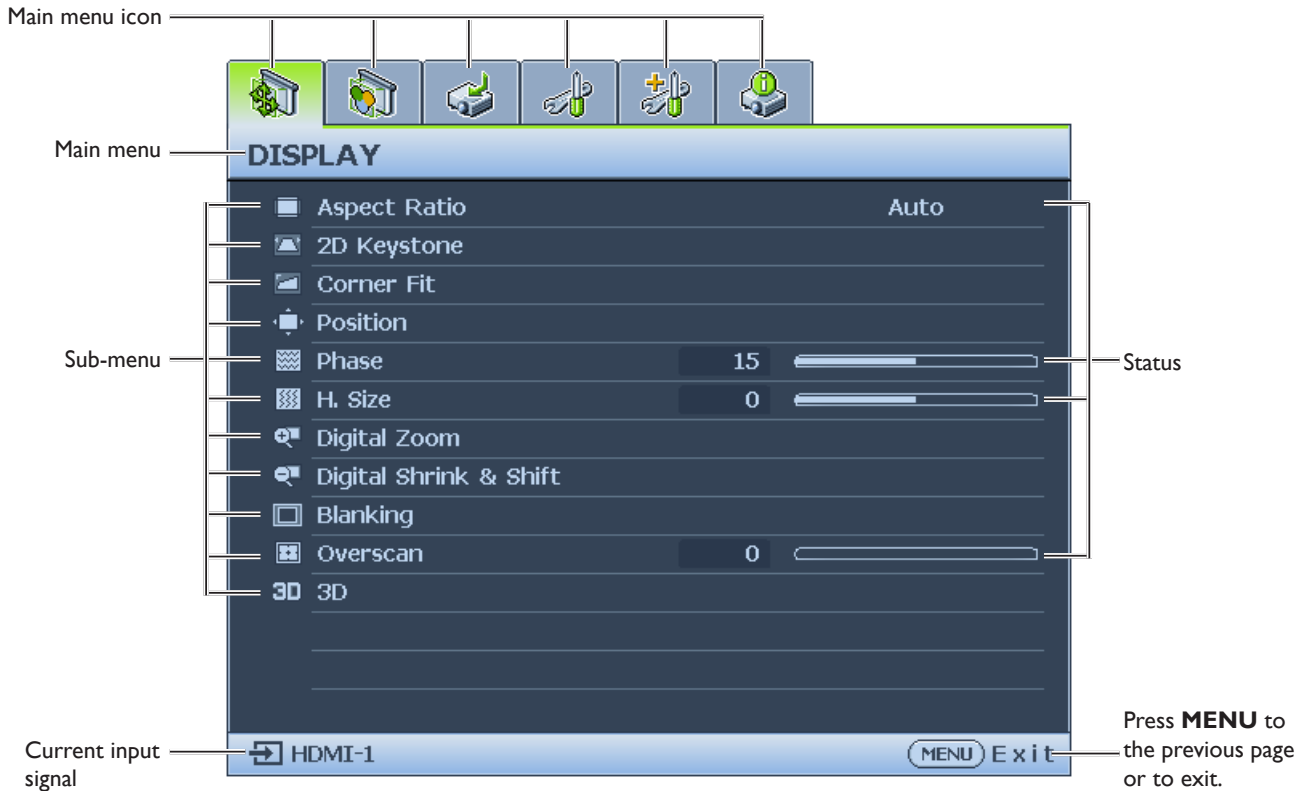 Main menu icon
Main menu
DISPLAY
Aspect Ratio Auto
2D Keystone
Corner Fit
Position
Sub-menu
Phase 15
Status
H. Size 0
Digital Zoom
Digital Shrink & Shift
Blanking
Overscan 0
3D 3D
Current input
signal
HDMI-1
MENU Exit
Press MENU to
the previous page
or to exit.